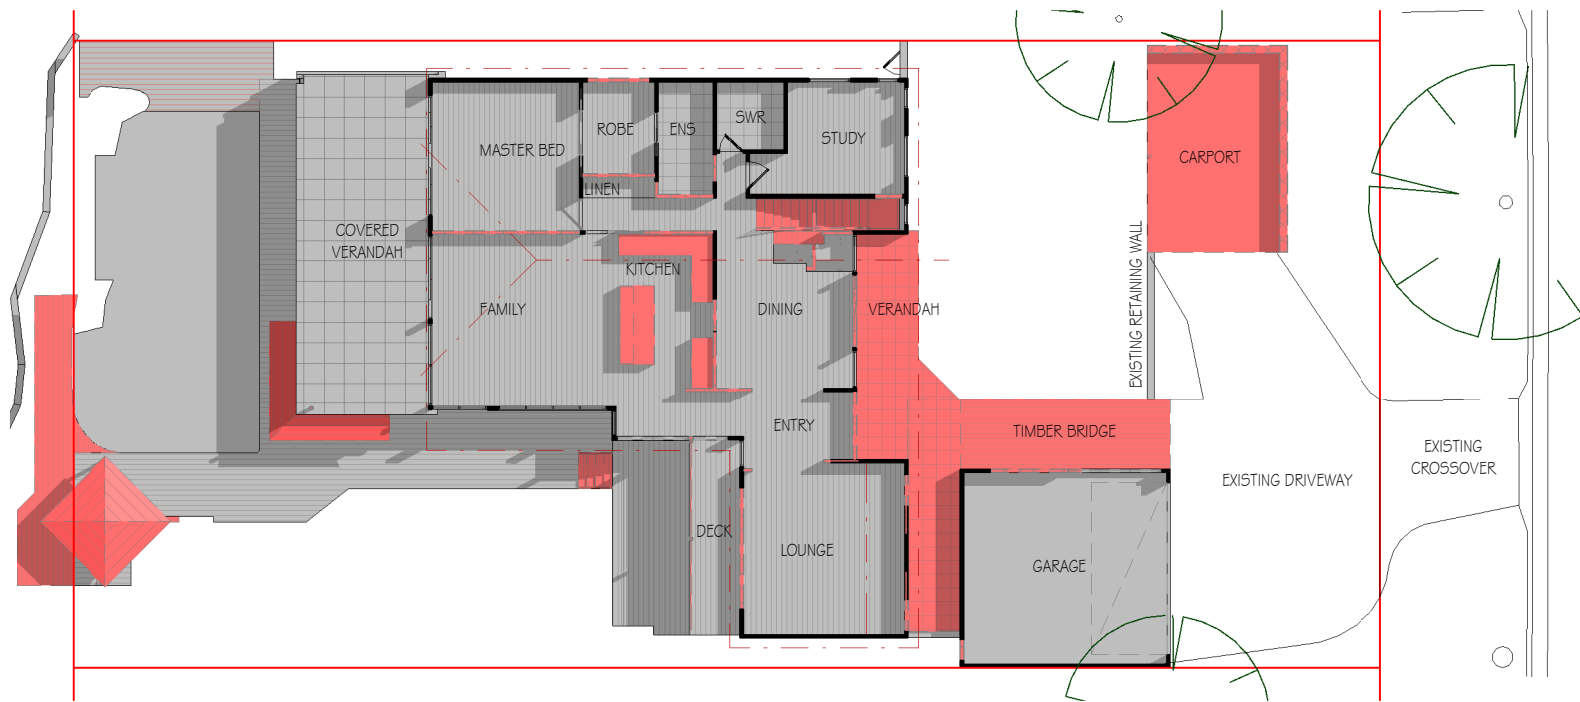 SWR
ROBE
ENS
STUDY
MASTER BED
CARPORT
LINEN
COVERED
VERANDAH
KITCHEN
FAMILY
DINING
VERANDAH
EXISTING RETAINING WALL
ENTRY
TIMBER BRIDGE
EXISTING
CROSSOVER
EXISTING DRIVEWAY
DECK
LOUNGE
GARAGE